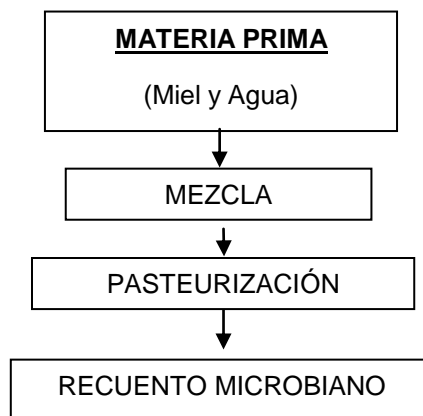 MATERIA PRIMA
(Miel y Agua)
MEZCLA
PASTEURIZACIÓN
RECUENTO MICROBIANO